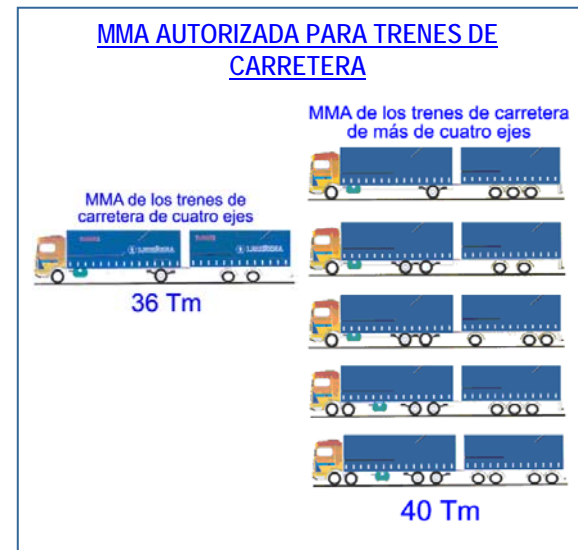 MMA AUTORIZADA PARA TRENES DE
CARRETERA
MMA de los trenes de carretera
de más de cuatro ejes
MMA de los trenes de
carretera de cuatro ejes
36 Tm
40 Tm